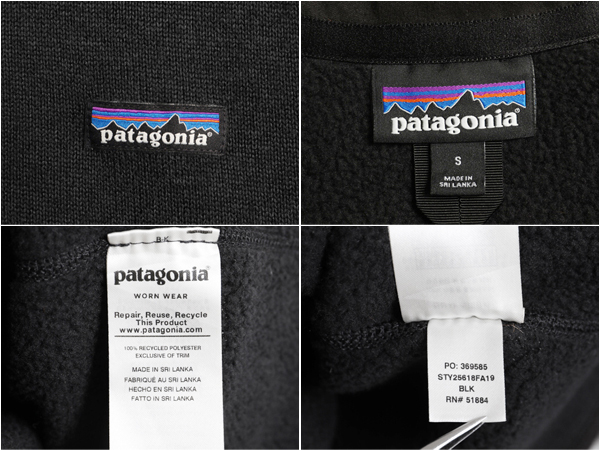 patagonia®
patagonia®
S
MADE IN
SRI LANKA
patagonia®
WORN WEAR
Repair, Reuse, Recycle
This Product
www.patagonia.com
100% RECYCLED POLYESTER
EXCLUSIVE OF TRIM
MADE IN SRI LANKA
FABRIQUÉ AU SRI LANKA
HECHO EN SRI LANKA
FATTO IN SRI LANKA
PO: 369585
STY25618FA19
BLK
RN# 51884